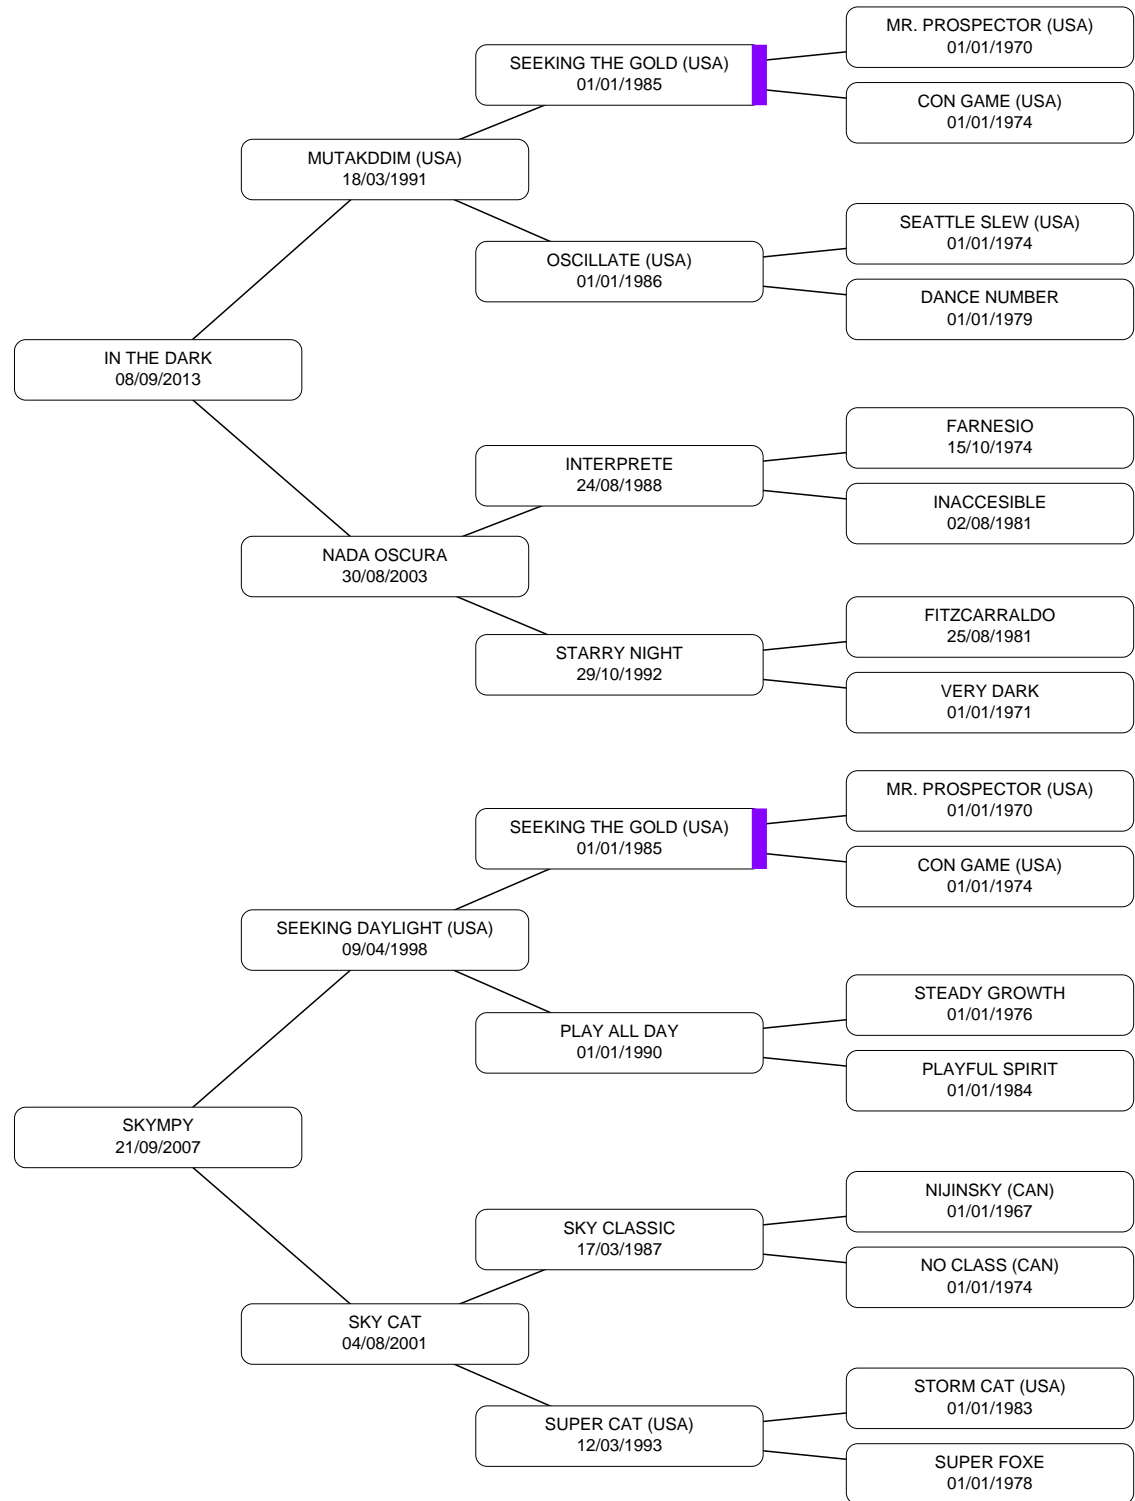 MR. PROSPECTOR (USA)
01/01/1970
SEEKING THE GOLD (USA)
01/01/1985
CON GAME (USA)
01/01/1974
MUTAKDDIM (USA)
18/03/1991
SEATTLE SLEW (USA)
01/01/1974
OSCILLATE (USA)
01/01/1986
DANCE NUMBER
01/01/1979
IN THE DARK
08/09/2013
FARNESIO
15/10/1974
INTERPRETE
24/08/1988
INACCESIBLE
02/08/1981
NADA OSCURA
30/08/2003
FITZCARRALDO
25/08/1981
STARRY NIGHT
29/10/1992
VERY DARK
01/01/1971
MR. PROSPECTOR (USA)
01/01/1970
SEEKING THE GOLD (USA)
01/01/1985
CON GAME (USA)
01/01/1974
SEEKING DAYLIGHT (USA)
09/04/1998
STEADY GROWTH
01/01/1976
PLAY ALL DAY
01/01/1990
PLAYFUL SPIRIT
01/01/1984
SKYMPY
21/09/2007
NIJINSKY (CAN)
01/01/1967
SKY CLASSIC
17/03/1987
NO CLASS (CAN)
01/01/1974
SKY CAT
04/08/2001
STORM CAT (USA)
01/01/1983
SUPER CAT (USA)
12/03/1993
SUPER FOXE
01/01/1978